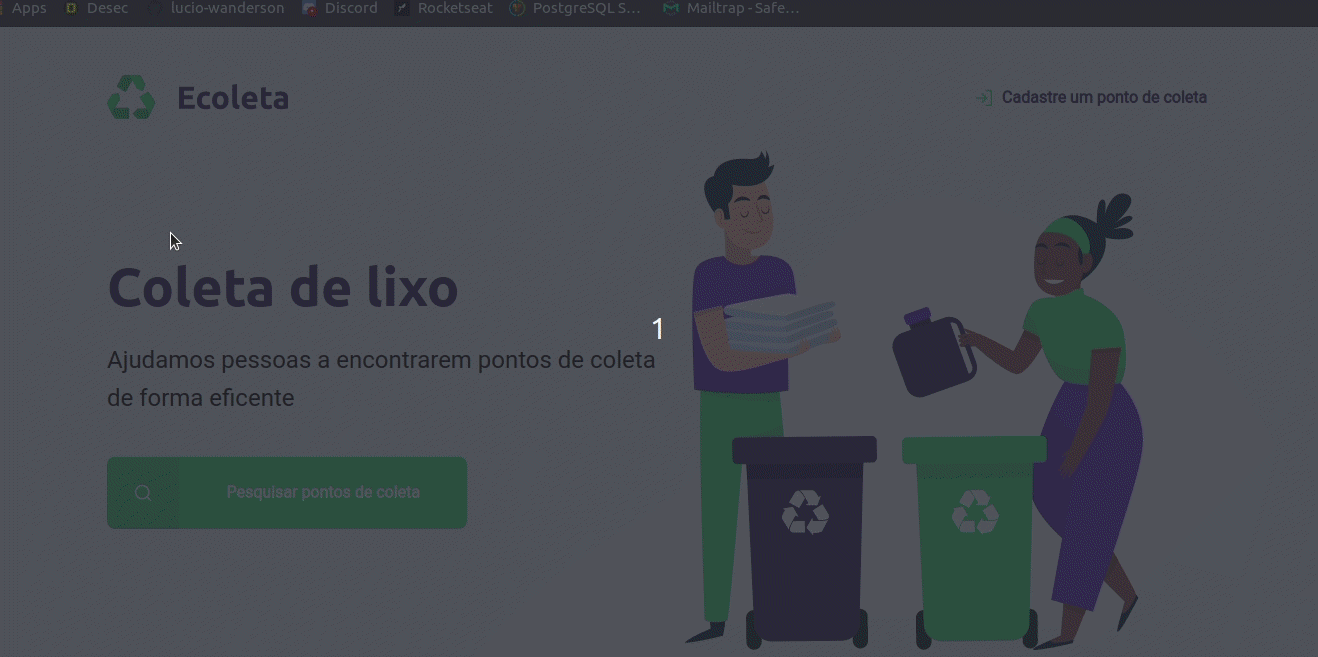 Apps Desec lucio-wanderson Discord Rocketseat PostgreSQL S... Mailtrap - Safe...
Ecoleta
Cadastre um ponto de coleta
Coleta de lixo
1
Ajudamos pessoas a encontrarem pontos de coleta
de forma eficente
Pesquisar pontos de coleta